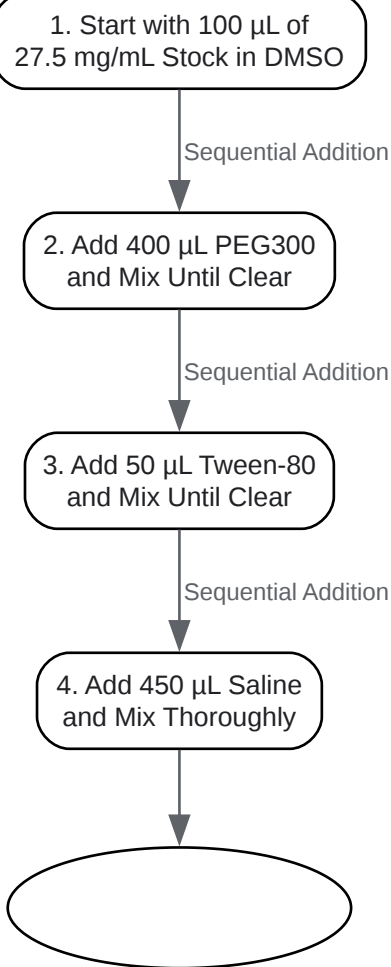 1. Start with 100 µL of
27.5 mg/mL Stock in DMSO
Sequential Addition
2. Add 400 µL PEG300
and Mix Until Clear
Sequential Addition
3. Add 50 µL Tween-80
and Mix Until Clear
Sequential Addition
4. Add 450 µL Saline
and Mix Thoroughly